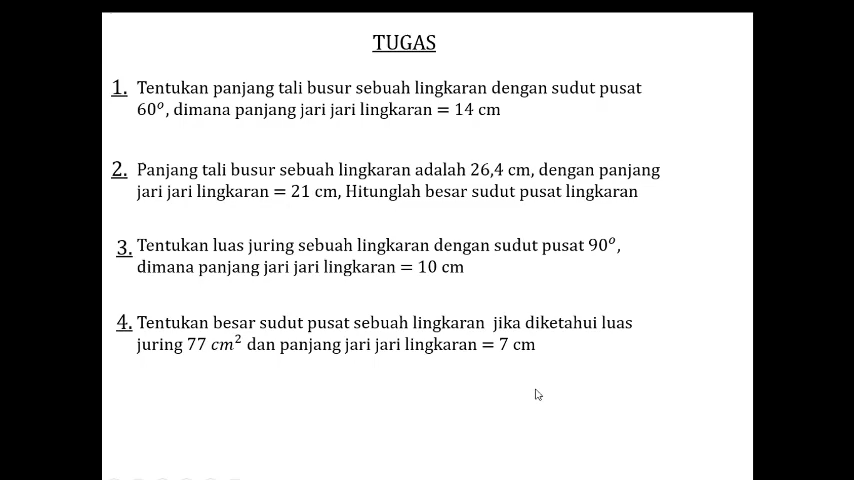 TUGAS
1. Tentukan panjang tali busur sebuah lingkaran dengan sudut pusat
60°, dimana panjang jari jari lingkaran = 14 cm
2. Panjang tali busur sebuah lingkaran adalah 26,4 cm, dengan panjang
jari jari lingkaran = 21 cm, Hitunglah besar sudut pusat lingkaran
3. Tentukan luas juring sebuah lingkaran dengan sudut pusat 90°,
dimana panjang jari jari lingkaran = 10 cm
4. Tentukan besar sudut pusat sebuah lingkaran jika diketahui luas
juring 77 cm² dan panjang jari jari lingkaran = 7 cm